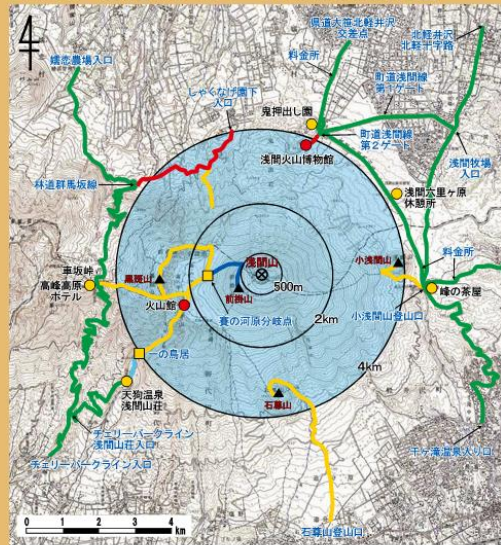 県道大笹北軽井沢
交差点
北軽井沢
北軽十字路
嬬恋農場入口
料金所
町道浅間線
第1ゲート
しゃくなげ園下
入口
鬼押出し園
町道浅間線
第2ゲート
浅間火山博物館
浅間牧場
入口
林道群馬坂線
浅間六里ヶ原
休憩所
車坂峠
高峰高原
ホテル
黒斑山
浅間山
小浅間山
料金所
500m
前掛山
火山館
賽の河原分岐点
2km
峰の茶屋
小浅間山登山口
4km
一の鳥居
天狗温泉
浅間山荘
石尊山
チェリーパークライン
浅間山荘入口
チェリーパークライン入口
千ヶ滝温泉入り口
石尊山登山口
0 1 2 3 4
km